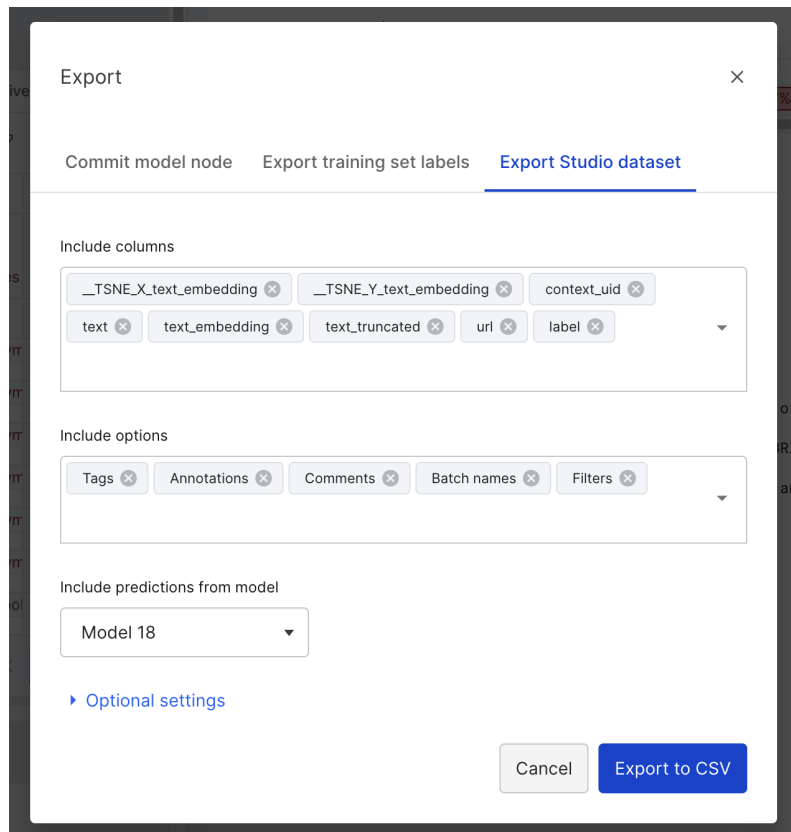 Export
Commit model node Export training set labels Export Studio dataset
Include columns
__TSNE_X_text_embedding __TSNE_Y_text_embedding context_uid
text text_embedding text_truncated url label
Include options
Tags Annotations Comments Batch names Filters
Include predictions from model
Model 18
Optional settings
Cancel Export to CSV